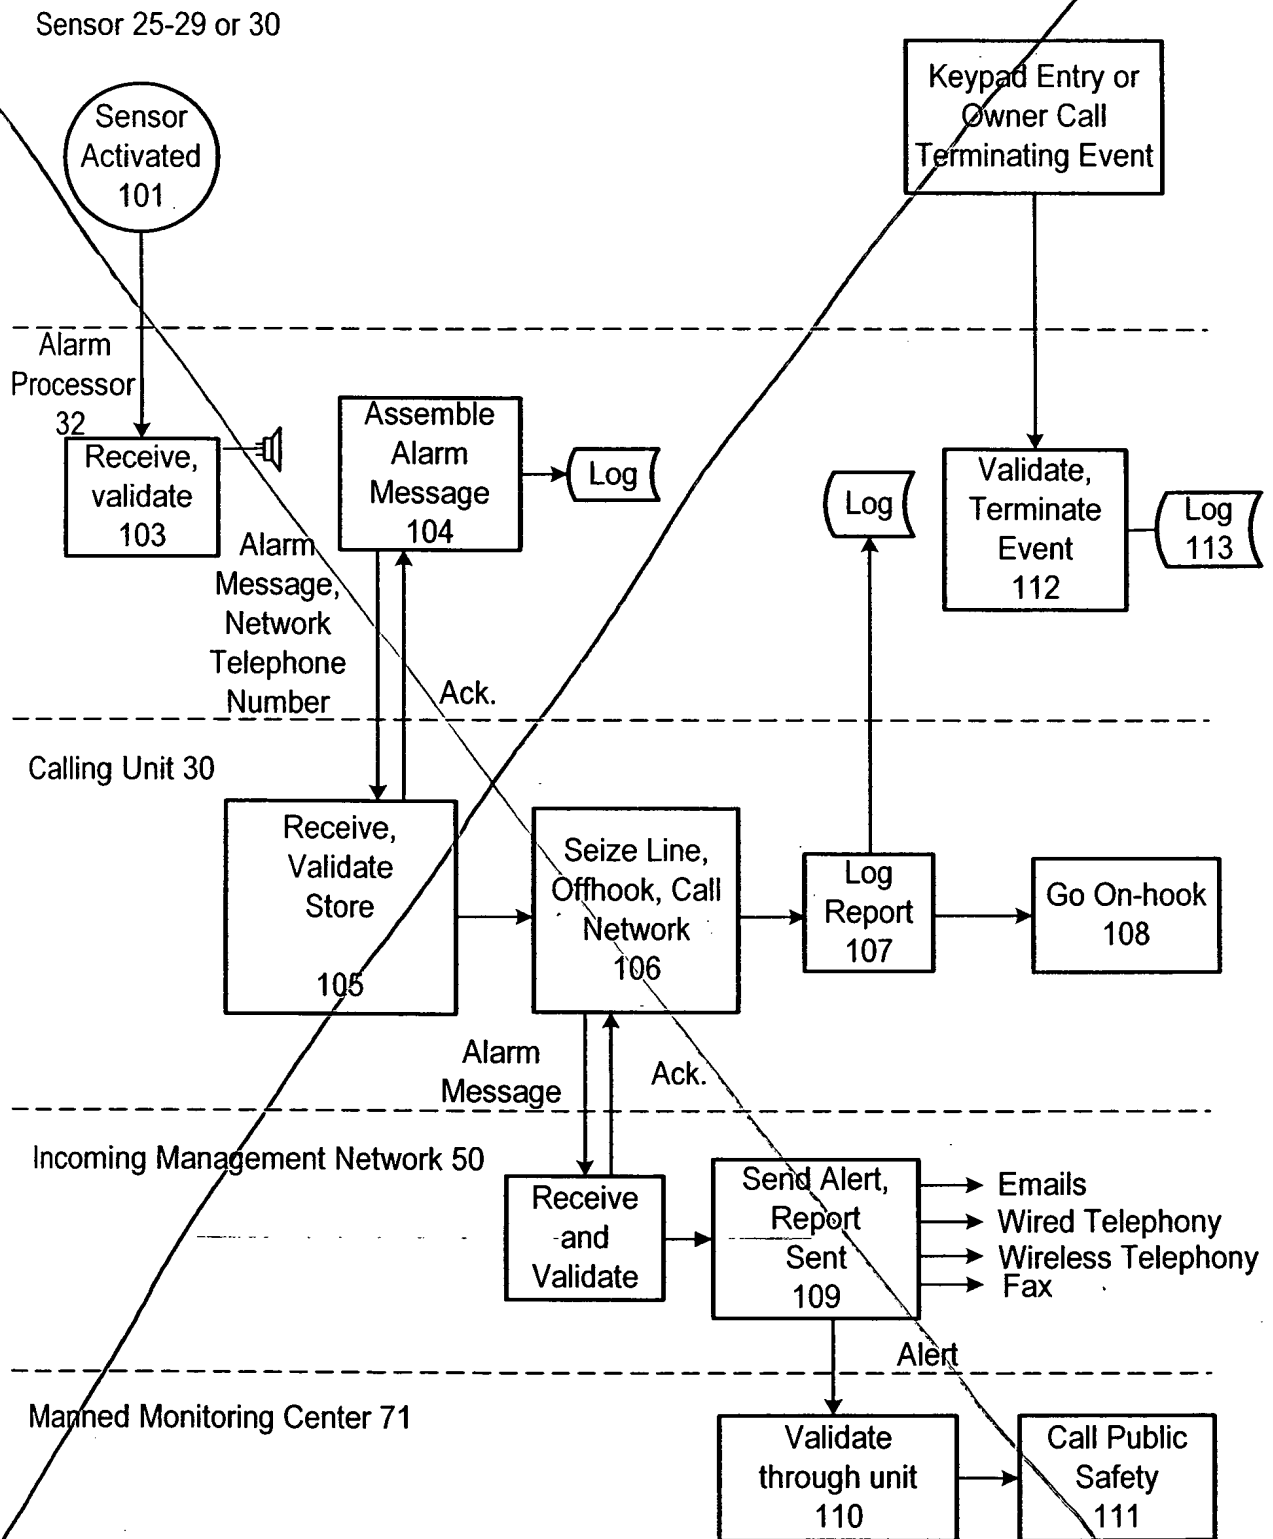 Sensor 25-29 or 30
Sensor
Activated
101
Keypad Entry or
Owner Call
Terminating Event
Alarm
Processor
32
Receive,
validate
103
Assemble
Alarm
Message
104
Log
Log
Validate,
Terminate
Event
112
Log
113
Alarm
Message,
Network
Telephone
Number
Ack.
Calling Unit 30
Receive,
Validate
Store
105
Seize Line,
Offhook, Call
Network
106
Log
Report
107
Go On-hook
108
Alarm
Message
Ack.
Incoming Management Network 50
Receive
and
Validate
Send Alert,
Report
Sent
109
Emails
Wired Telephony
Wireless Telephony
Fax
Alert
Manned Monitoring Center 71
Validate
through unit
110
Call Public
Safety
111